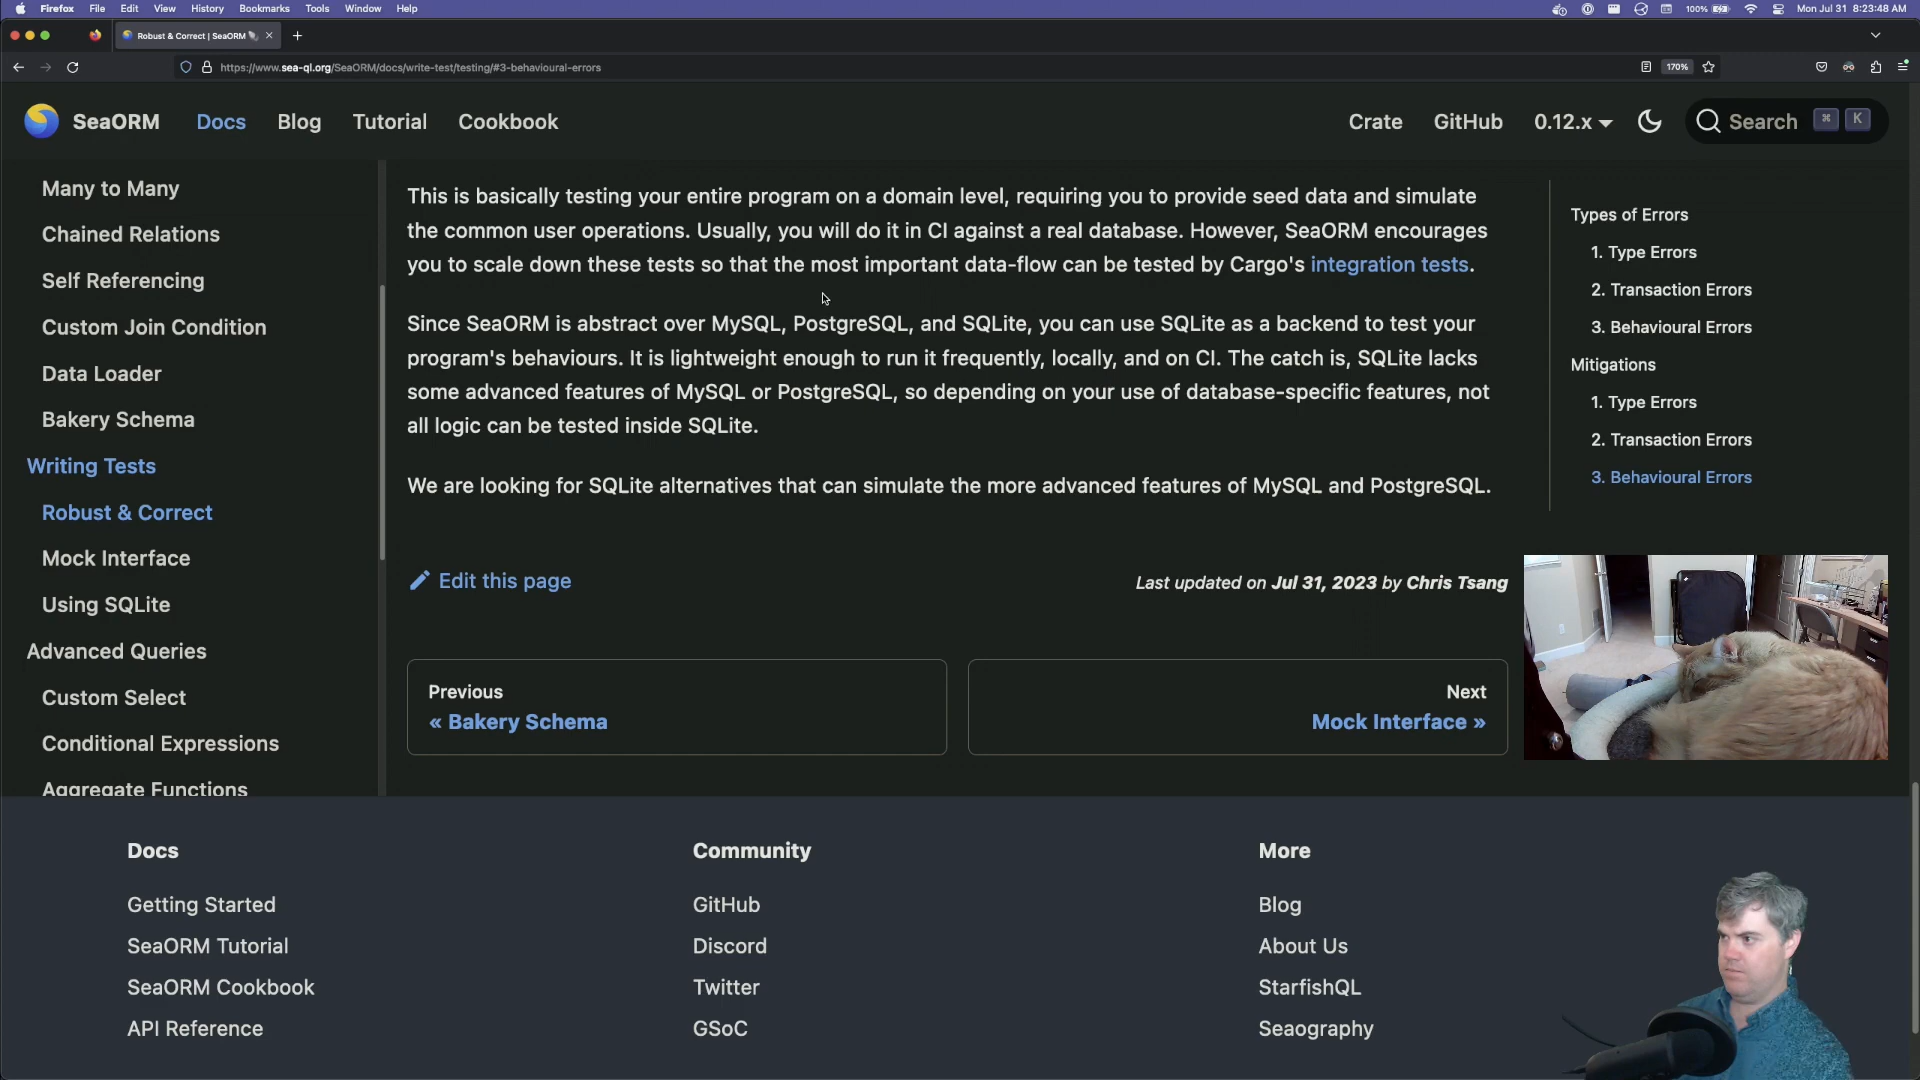 Firefox File Edit View History Bookmarks Tools Window Help
100% Mon Jul 31 8:23:48 AM
Robust & Correct | SeaORM
https://www.sea-ql.org/SeaORM/docs/write-test/testing/#3-behavioural-errors
170%
SeaORM Docs Blog Tutorial Cookbook
Crate GitHub 0.12.x Search ⌘ K
Many to Many
Chained Relations
Self Referencing
Custom Join Condition
Data Loader
Bakery Schema
Writing Tests
Robust & Correct
Mock Interface
Using SQLite
Advanced Queries
Custom Select
Conditional Expressions
Aggregate Functions
This is basically testing your entire program on a domain level, requiring you to provide seed data and simulate
the common user operations. Usually, you will do it in CI against a real database. However, SeaORM encourages
you to scale down these tests so that the most important data-flow can be tested by Cargo's integration tests.
Since SeaORM is abstract over MySQL, PostgreSQL, and SQLite, you can use SQLite as a backend to test your
program's behaviours. It is lightweight enough to run it frequently, locally, and on CI. The catch is, SQLite lacks
some advanced features of MySQL or PostgreSQL, so depending on your use of database-specific features, not
all logic can be tested inside SQLite.
We are looking for SQLite alternatives that can simulate the more advanced features of MySQL and PostgreSQL.
Edit this page
Last updated on Jul 31, 2023 by Chris Tsang
Previous
« Bakery Schema
Next
Mock Interface »
Types of Errors
1. Type Errors
2. Transaction Errors
3. Behavioural Errors
Mitigations
1. Type Errors
2. Transaction Errors
3. Behavioural Errors
Docs
Getting Started
SeaORM Tutorial
SeaORM Cookbook
API Reference
Community
GitHub
Discord
Twitter
GSoC
More
Blog
About Us
StarfishQL
Seaography